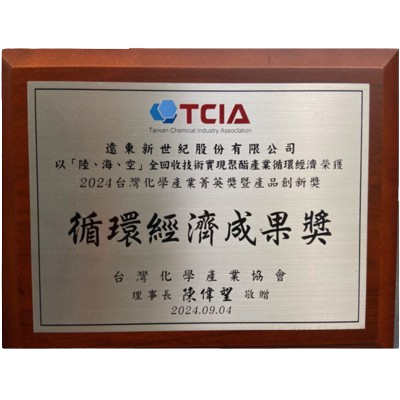 TCIA
Taiwan Chemical Industry Association
遠東新世紀股份有限公司
以「陸、海、空」全回收技術實現聚酯產業循環經濟 榮獲
2024台灣化學產業菁英獎暨產品創新獎
循環經濟成果獎
台灣化學產業協會
理事長 陳偉望 敬贈
2024.09.04